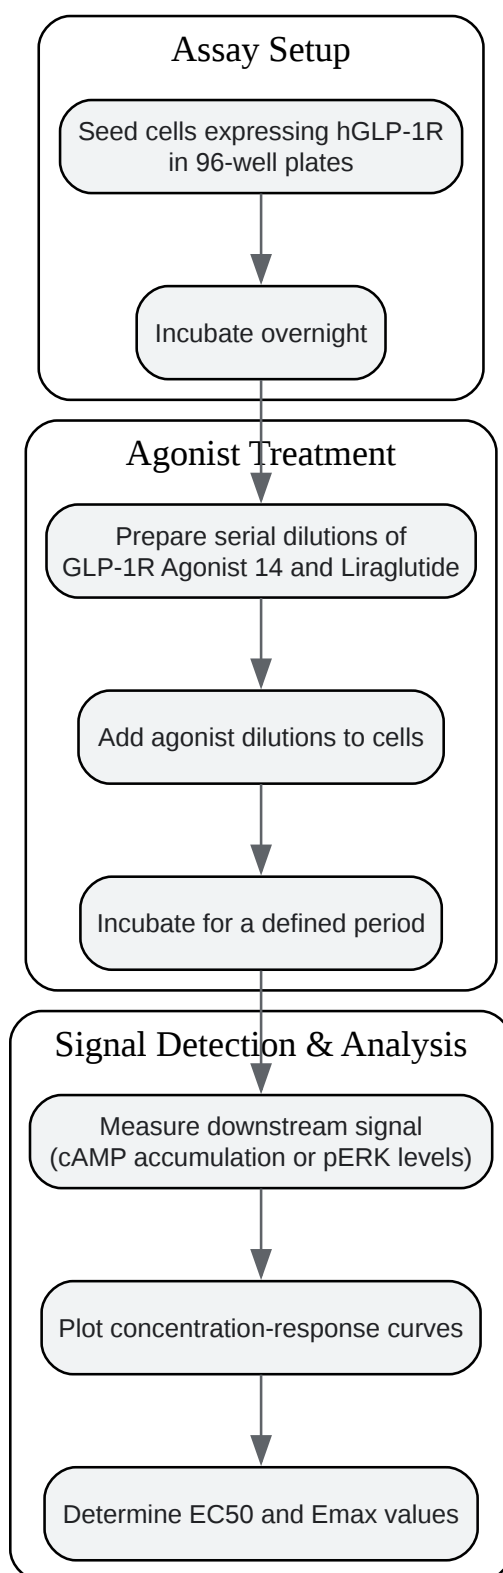 Assay Setup
Seed cells expressing hGLP-1R
in 96-well plates
Incubate overnight
Agonist Treatment
Prepare serial dilutions of
GLP-1R Agonist 14 and Liraglutide
Add agonist dilutions to cells
Incubate for a defined period
Signal Detection & Analysis
Measure downstream signal
(cAMP accumulation or pERK levels)
Plot concentration-response curves
Determine EC50 and Emax values